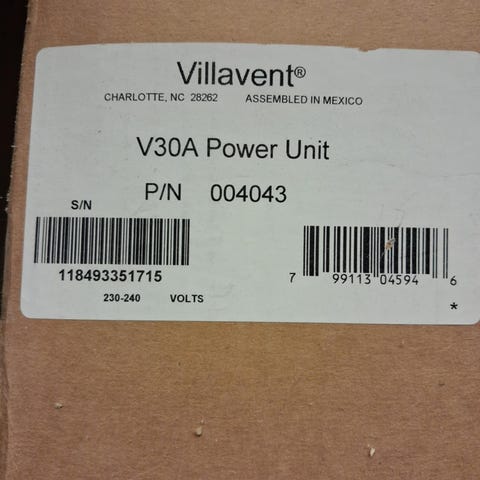 Villavent®
CHARLOTTE, NC 28262 ASSEMBLED IN MEXICO
V30A Power Unit
P/N 004043
S/N
118493351715
7 99113 04594 6
230-240 VOLTS
*